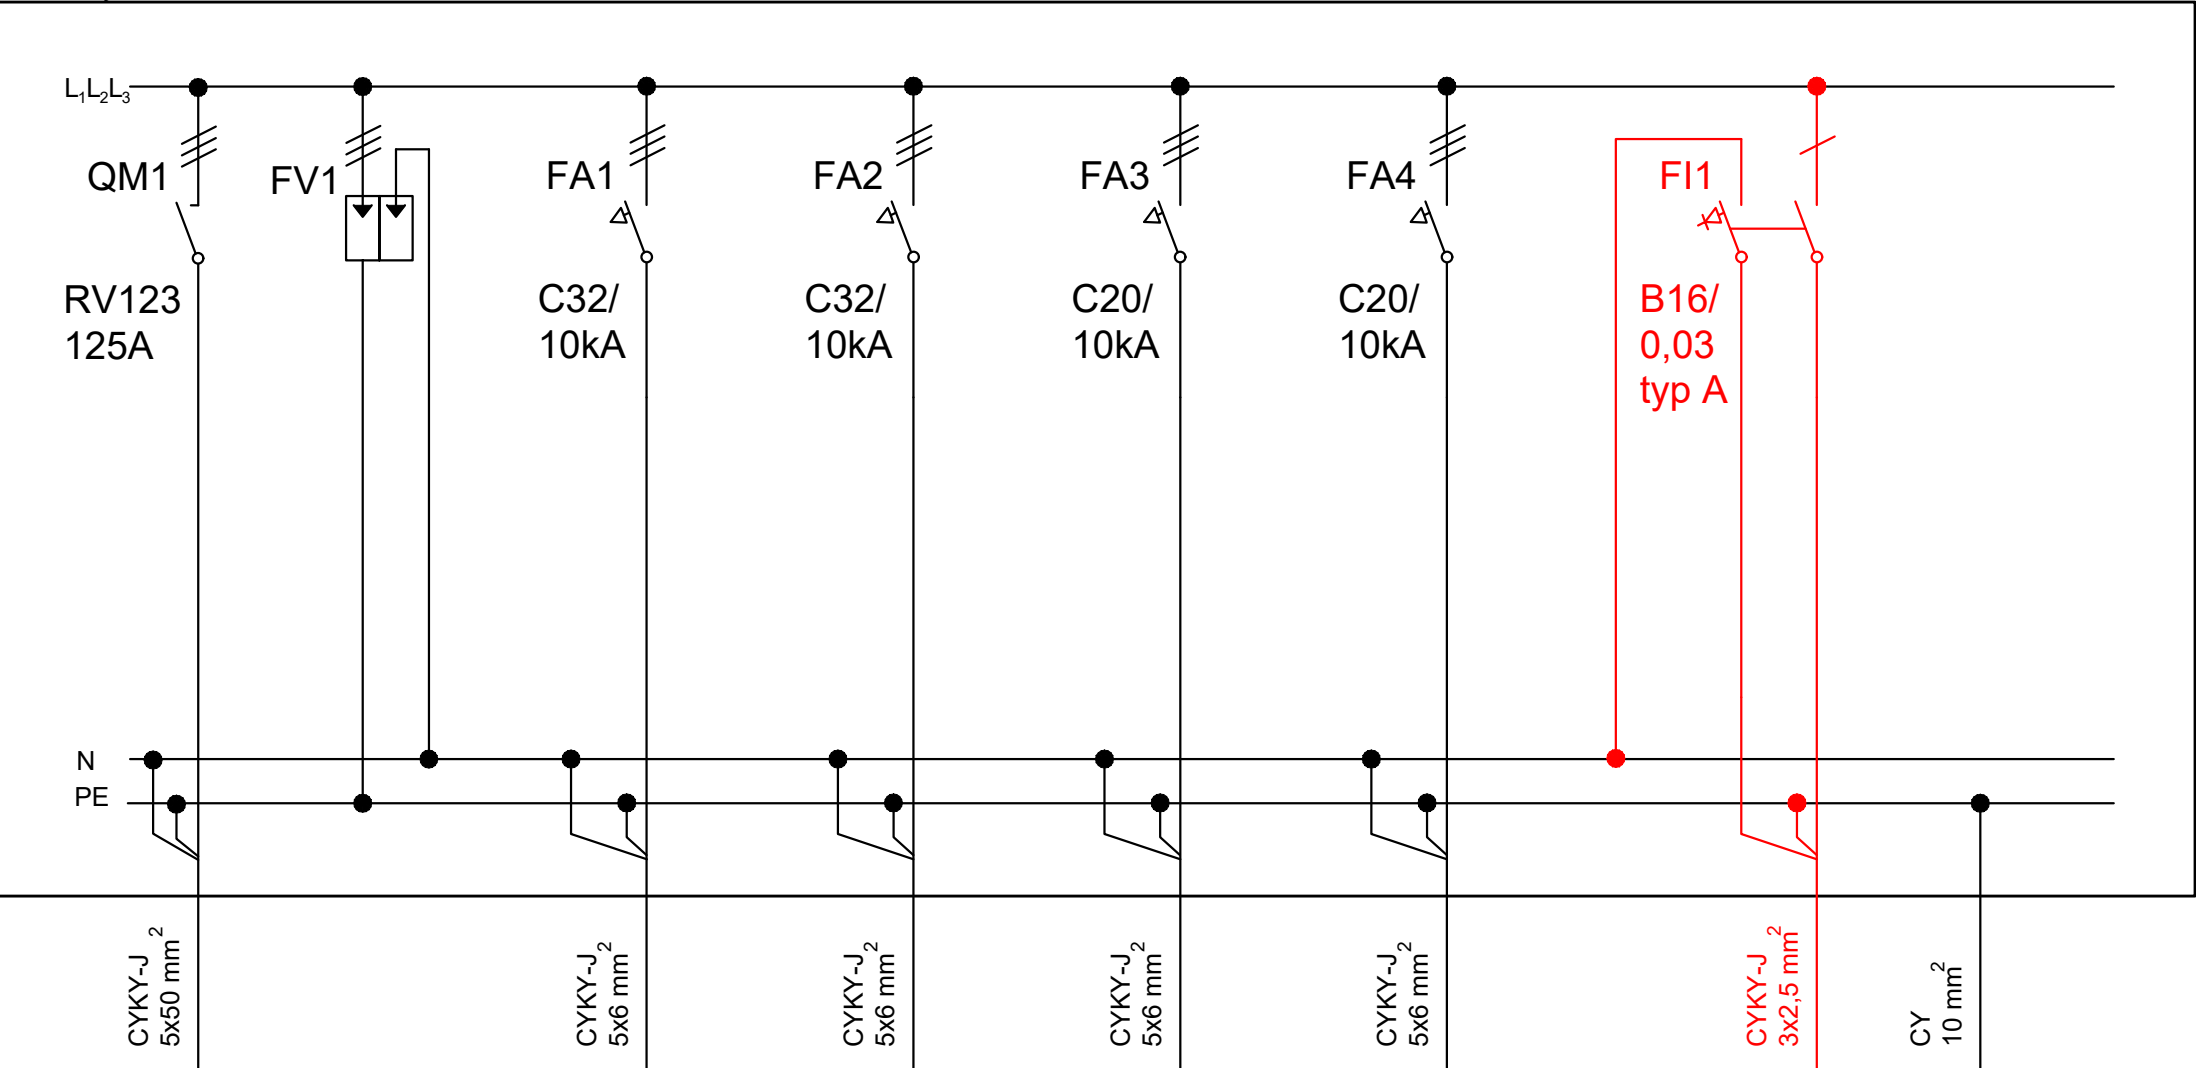 L₁L₂L₃
QM1
FV1
FA1
FA2
FA3
FA4
FI1
RV123
125A
C32/
10kA
C32/
10kA
C20/
10kA
C20/
10kA
B16/
0,03
typ A
N
PE
CYKY-J
5x50 mm²
CYKY-J
5x6 mm²
CYKY-J
5x6 mm²
CYKY-J
5x6 mm²
CYKY-J
5x6 mm²
CYKY-J
3x2,5 mm²
CY
10 mm²